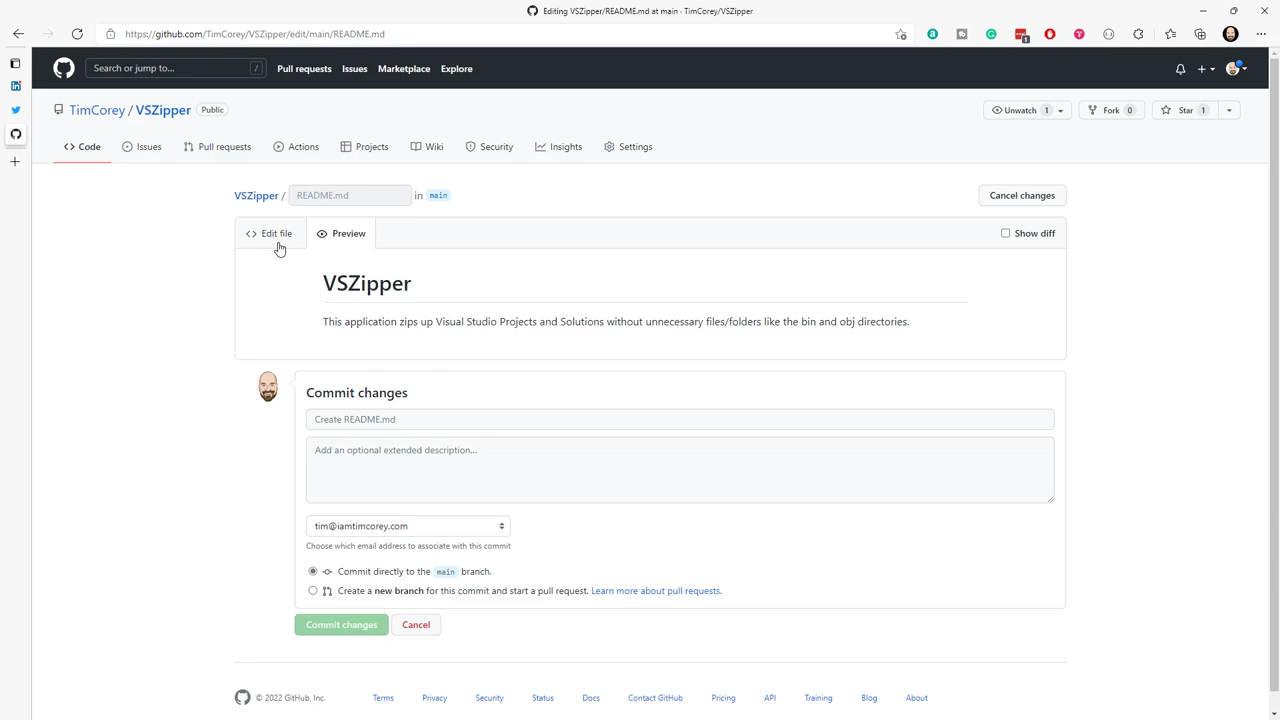 Editing VSZipper/README.md at main · TimCorey/VSZipper
https://github.com/TimCorey/VSZipper/edit/main/README.md
1
Search or jump to... /
Pull requests Issues Marketplace Explore
TimCorey / VSZipper Public
Unwatch 1 Fork 0 Star 1
Code Issues Pull requests Actions Projects Wiki Security Insights Settings
VSZipper / README.md in main
Cancel changes
Edit file Preview
Show diff
VSZipper
This application zips up Visual Studio Projects and Solutions without unnecessary files/folders like the bin and obj directories.
Commit changes
Create README.md
Add an optional extended description...
tim@iamtimcorey.com
Choose which email address to associate with this commit
Commit directly to the main branch.
Create a new branch for this commit and start a pull request. Learn more about pull requests.
Commit changes Cancel
© 2022 GitHub, Inc. Terms Privacy Security Status Docs Contact GitHub Pricing API Training Blog About